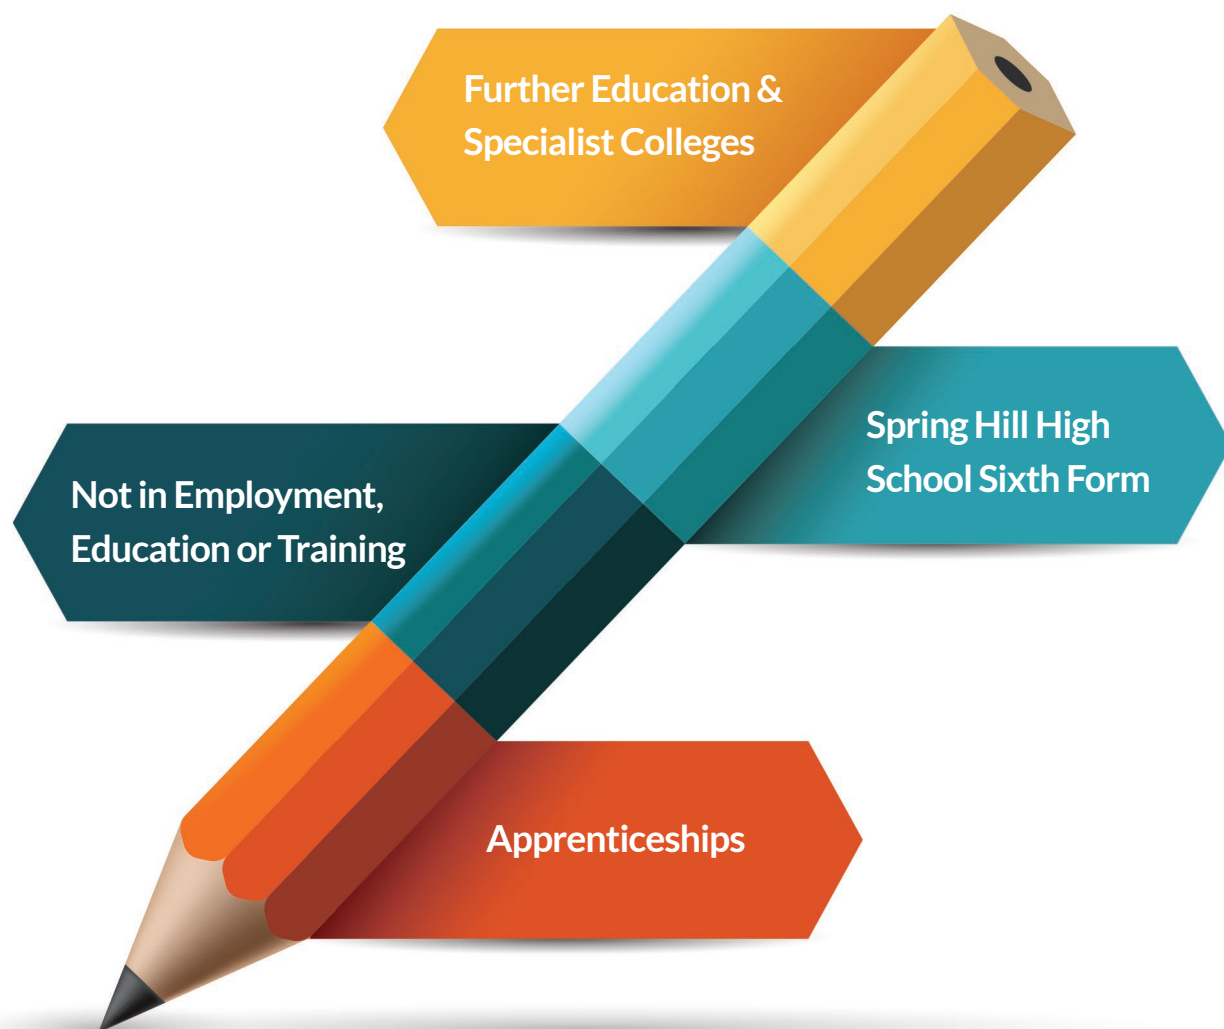 Further Education &
Specialist Colleges
Spring Hill High
School Sixth Form
Not in Employment,
Education or Training
Apprenticeships